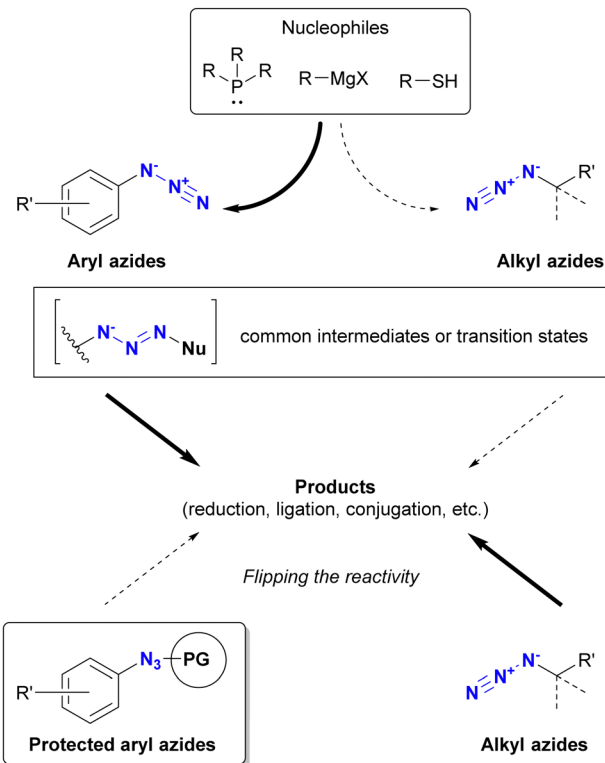 Nucleophiles
R
R P R R–MgX R–SH
N⁻ N⁺ N
R'
N N⁺ N⁻ R'
Aryl azides Alkyl azides
N⁻ N N Nu common intermediates or transition states
Products
(reduction, ligation, conjugation, etc.)
Flipping the reactivity
R' N₃ PG
N N⁺ N⁻ R'
Protected aryl azides Alkyl azides